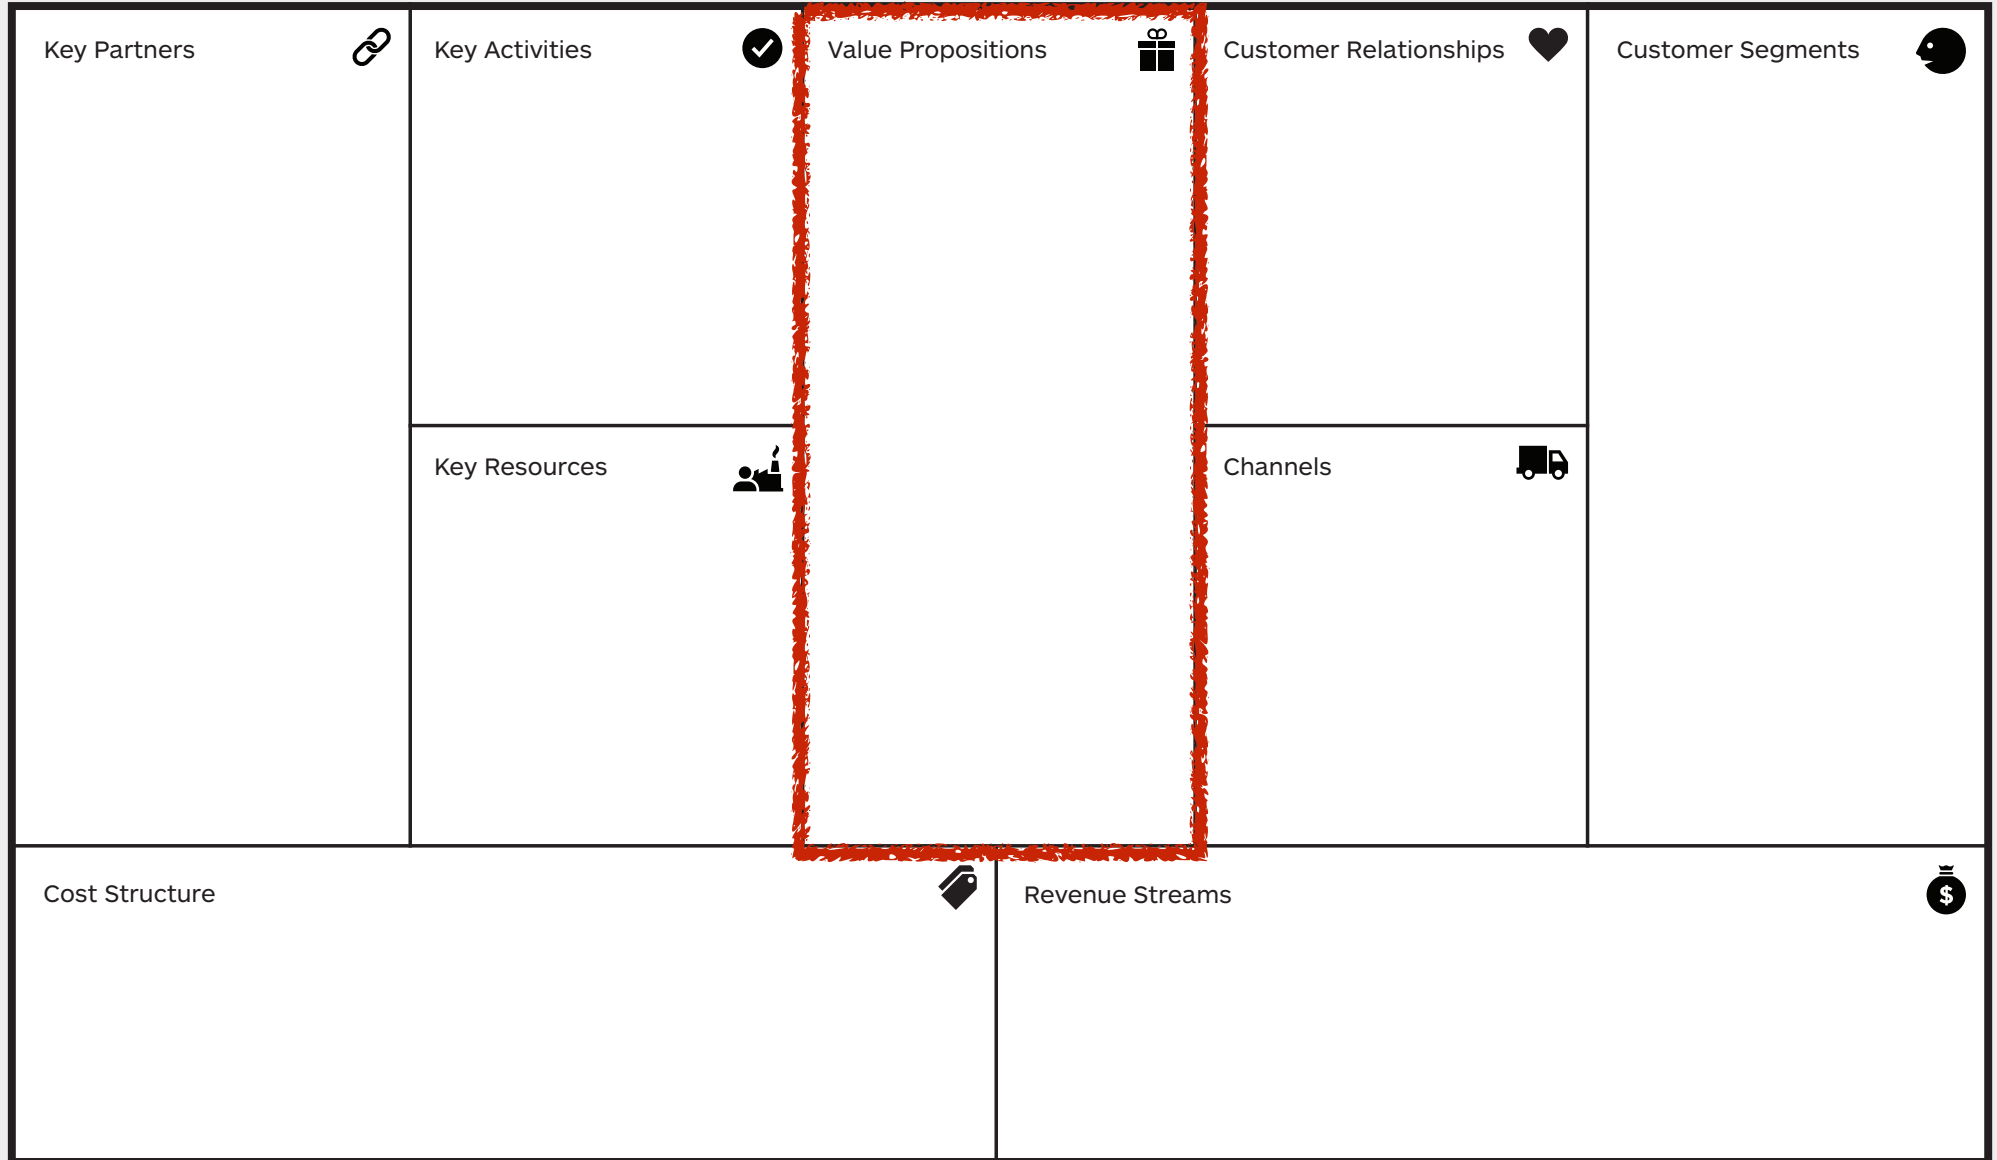 Key Partners
Key Activities
Value Propositions
Customer Relationships
Customer Segments
Key Resources
Channels
Cost Structure
Revenue Streams
$